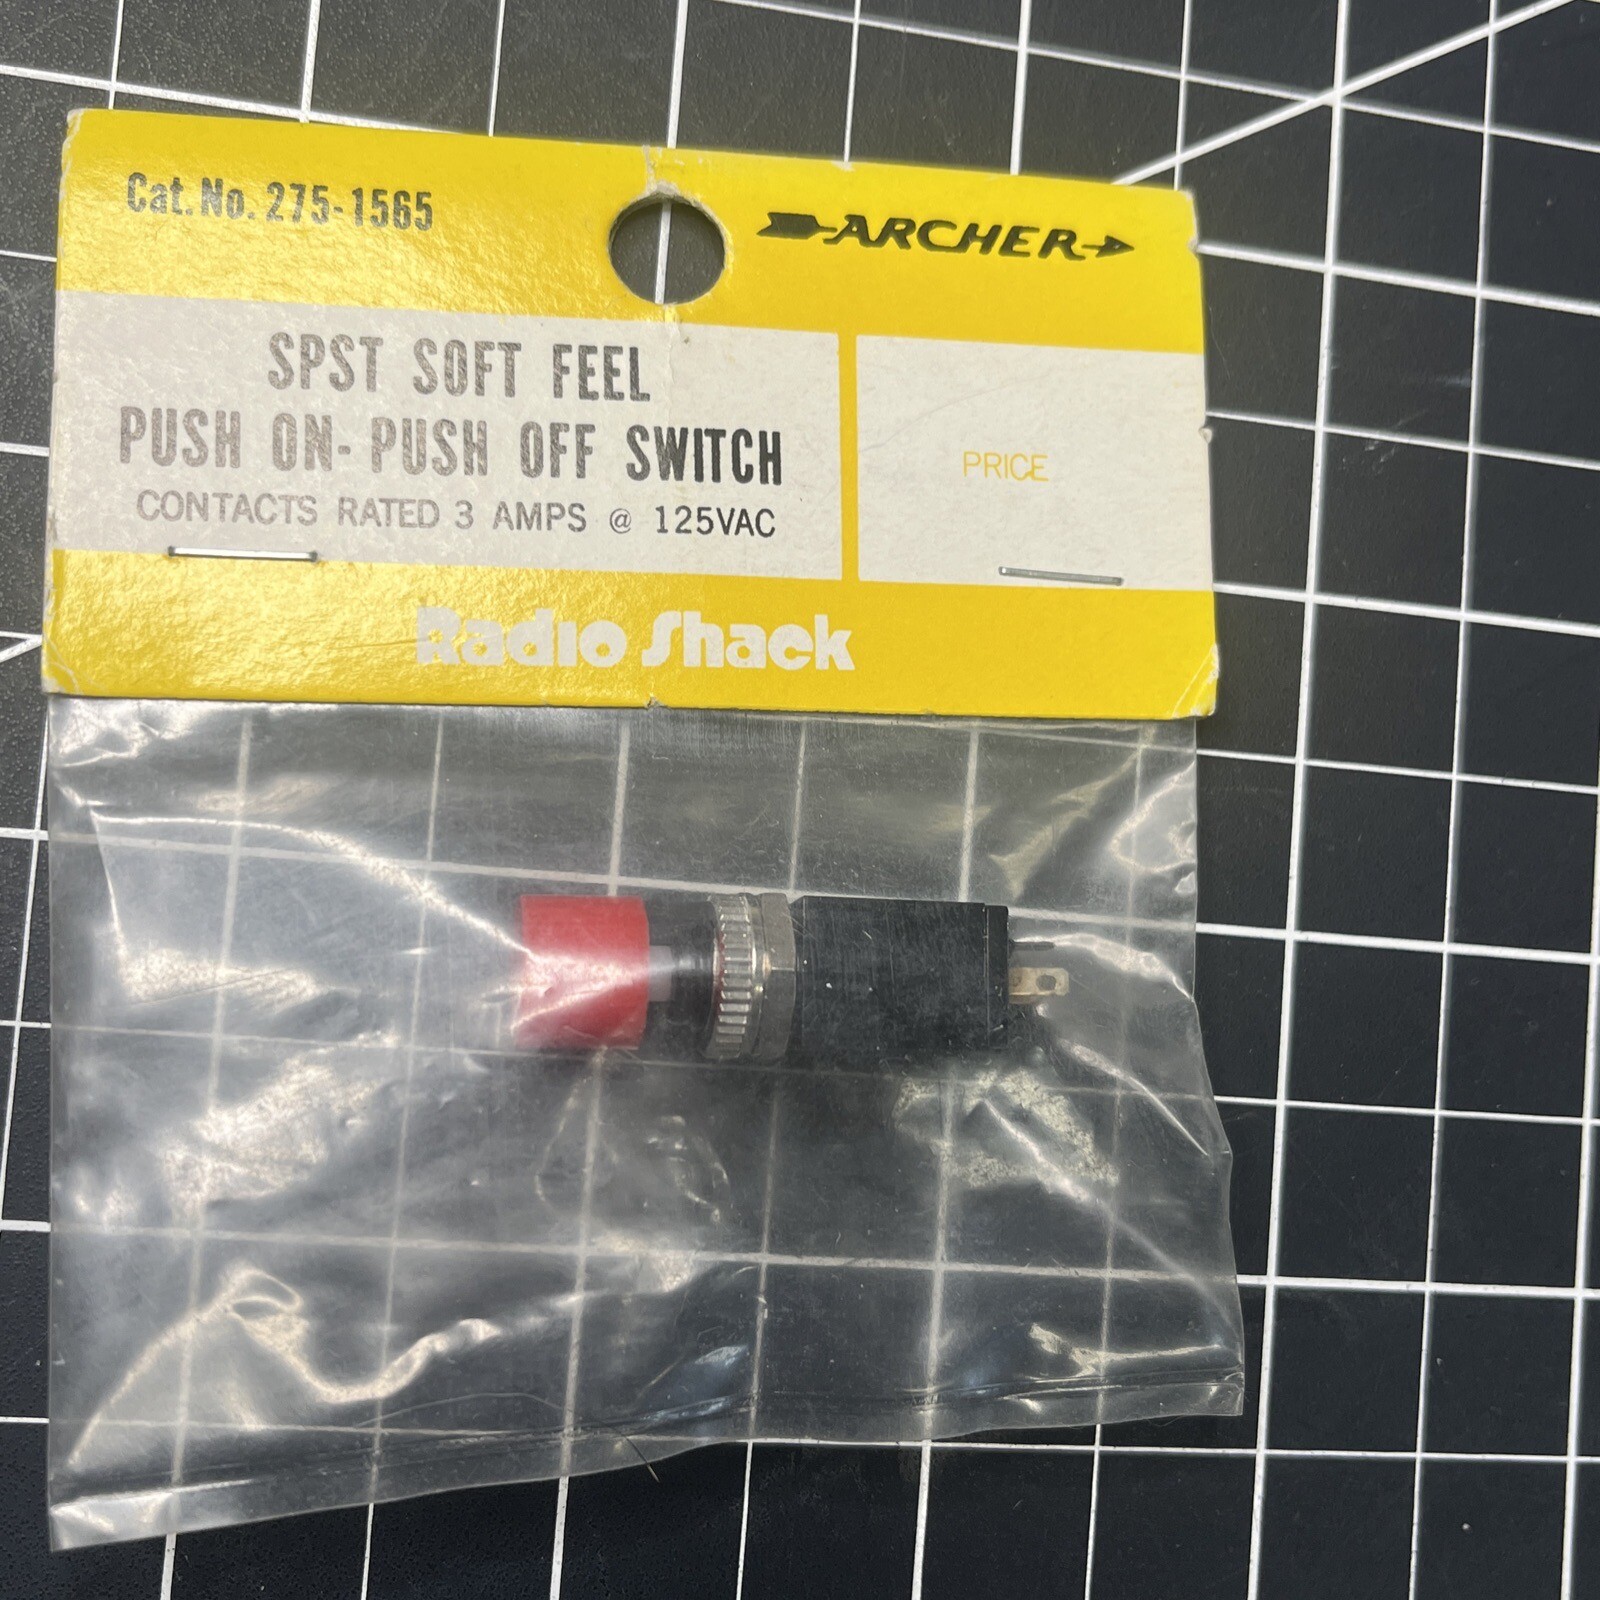 Cat. No. 275-1565
ARCHER
SPST SOFT FEEL
PUSH ON- PUSH OFF SWITCH
CONTACTS RATED 3 AMPS @ 125VAC
PRICE
Radio Shack